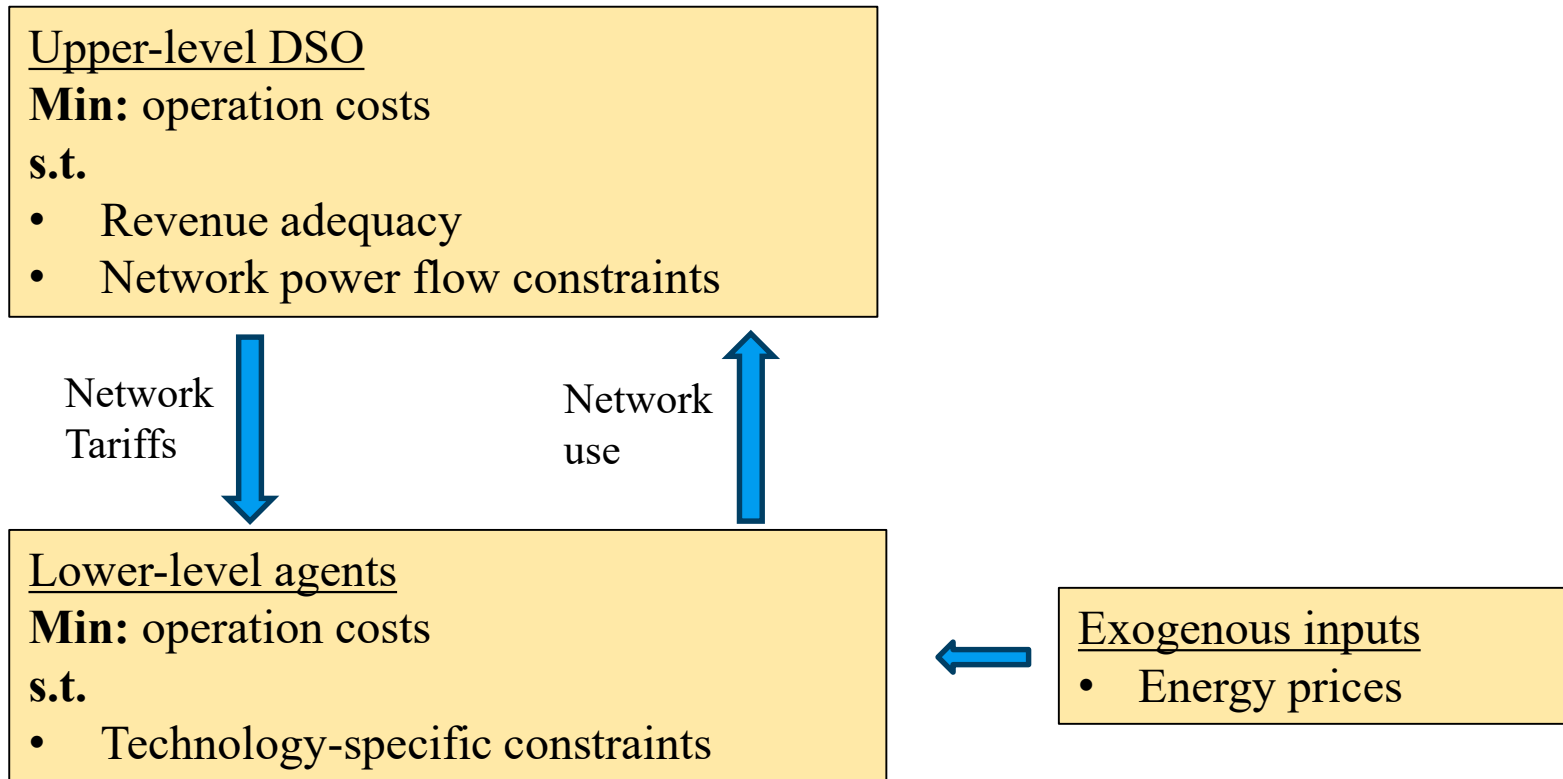 Upper-level DSO
Min: operation costs
s.t.
• Revenue adequacy
• Network power flow constraints
Network
Tariffs
Network
use
Lower-level agents
Min: operation costs
s.t.
• Technology-specific constraints
Exogenous inputs
• Energy prices